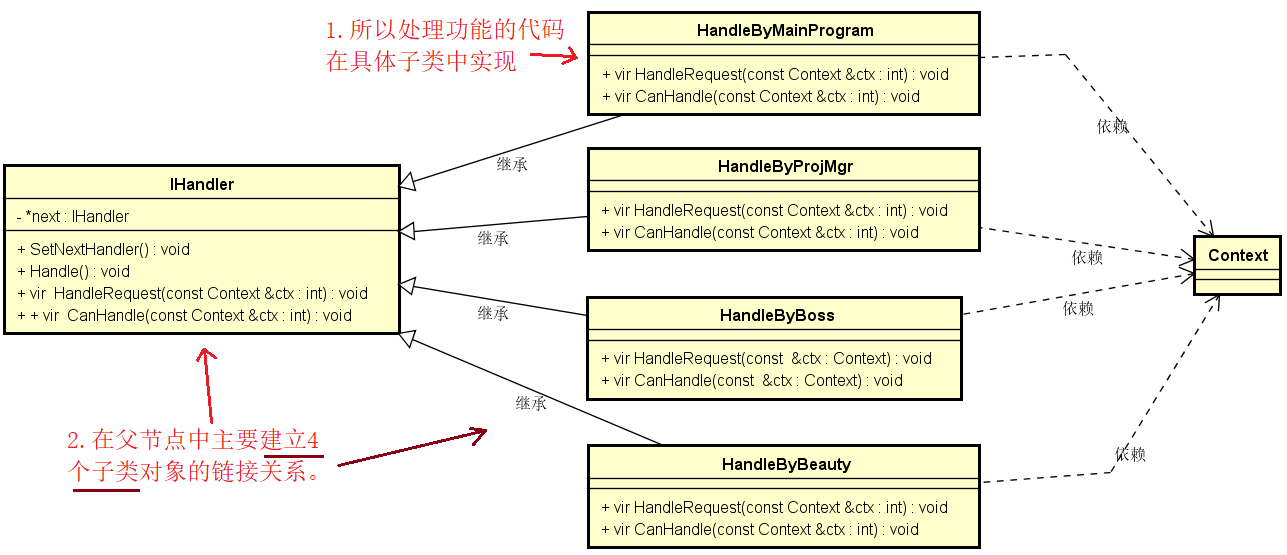 1.所以处理功能的代码
在具体子类中实现
HandleByMainProgram
+ vir HandleRequest(const Context &ctx : int) : void
+ vir CanHandle(const Context &ctx : int) : void
依赖
继承
HandleByProjMgr
+ vir HandleRequest(const Context &ctx : int) : void
+ vir CanHandle(const Context &ctx : int) : void
继承
依赖
IHandler
- *next : IHandler
+ SetNextHandler() : void
+ Handle() : void
+ vir  HandleRequest(const Context &ctx : int) : void
+ + vir  CanHandle(const Context &ctx : int) : void
Context
继承
依赖
HandleByBoss
+ vir HandleRequest(const  &ctx : Context) : void
+ vir CanHandle(const  &ctx : Context) : void
继承
2.在父节点中主要建立4
个子类对象的链接关系。
依赖
HandleByBeauty
+ vir HandleRequest(const Context &ctx : int) : void
+ vir CanHandle(const Context &ctx : int) : void